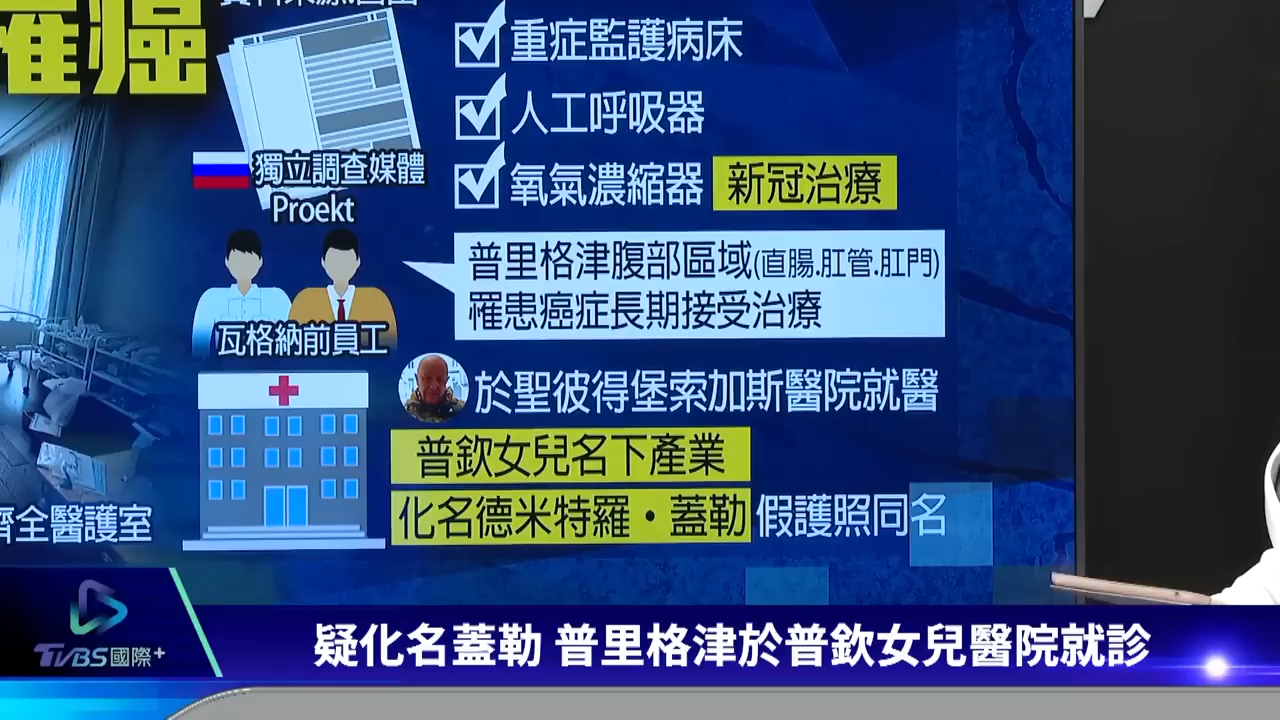 罹癌
重症監護病床
人工呼吸器
氧氣濃縮器 新冠治療
獨立調查媒體
Proekt
普里格津腹部區域(直腸.肛管.肛門)
罹患癌症長期接受治療
瓦格納前員工
於聖彼得堡索加斯醫院就醫
普欽女兒名下產業
化名德米特羅·蓋勒 假護照同名
全醫護室
TVBS國際+
疑化名蓋勒 普里格津於普欽女兒醫院就診